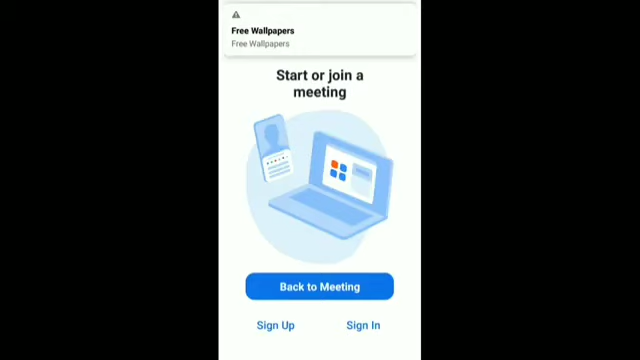 Free Wallpapers
Free Wallpapers
Start or join a
meeting
Back to Meeting
Sign Up
Sign In